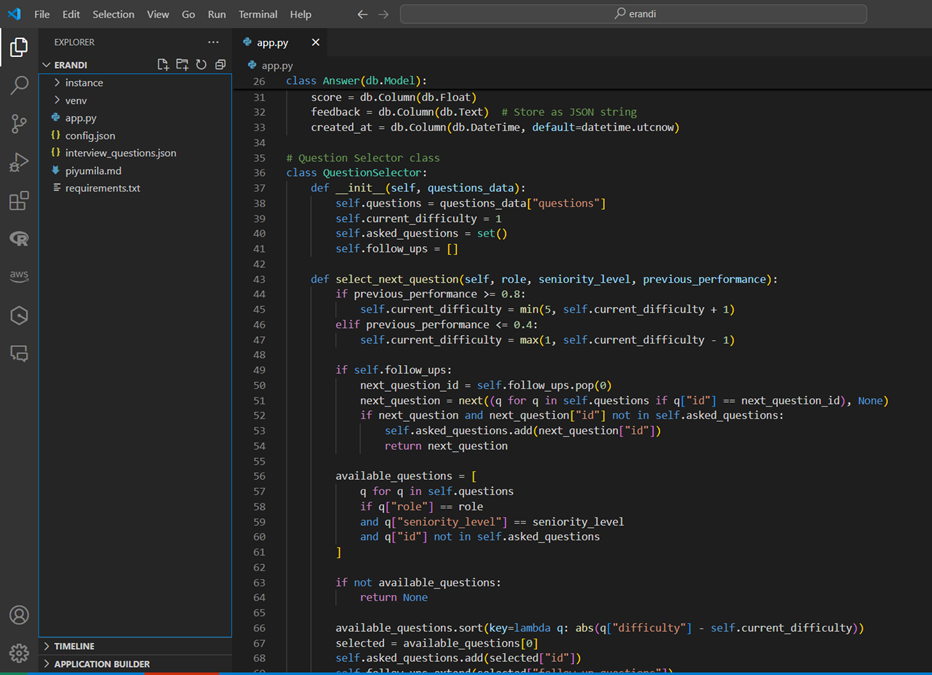 File Edit Selection View Go Run Terminal Help
erandi
EXPLORER
ERANDI
instance
venv
app.py
config.json
interview_questions.json
piyumila.md
requirements.txt
TIMELINE
APPLICATION BUILDER
aws
app.py
app.py
26 class Answer(db.Model):
31 score = db.Column(db.Float)
32 feedback = db.Column(db.Text) # Store as JSON string
33 created_at = db.Column(db.DateTime, default=datetime.utcnow)
34
35 # Question Selector class
36 class QuestionSelector:
37 def __init__(self, questions_data):
38 self.questions = questions_data["questions"]
39 self.current_difficulty = 1
40 self.asked_questions = set()
41 self.follow_ups = []
42
43 def select_next_question(self, role, seniority_level, previous_performance):
44 if previous_performance >= 0.8:
45 self.current_difficulty = min(5, self.current_difficulty + 1)
46 elif previous_performance <= 0.4:
47 self.current_difficulty = max(1, self.current_difficulty - 1)
48
49 if self.follow_ups:
50 next_question_id = self.follow_ups.pop(0)
51 next_question = next((q for q in self.questions if q["id"] == next_question_id), None)
52 if next_question and next_question["id"] not in self.asked_questions:
53 self.asked_questions.add(next_question["id"])
54 return next_question
55
56 available_questions = [
57 q for q in self.questions
58 if q["role"] == role
59 and q["seniority_level"] == seniority_level
60 and q["id"] not in self.asked_questions
61 ]
62
63 if not available_questions:
64 return None
65
66 available_questions.sort(key=lambda q: abs(q["difficulty"] - self.current_difficulty))
67 selected = available_questions[0]
68 self.asked_questions.add(selected["id"])